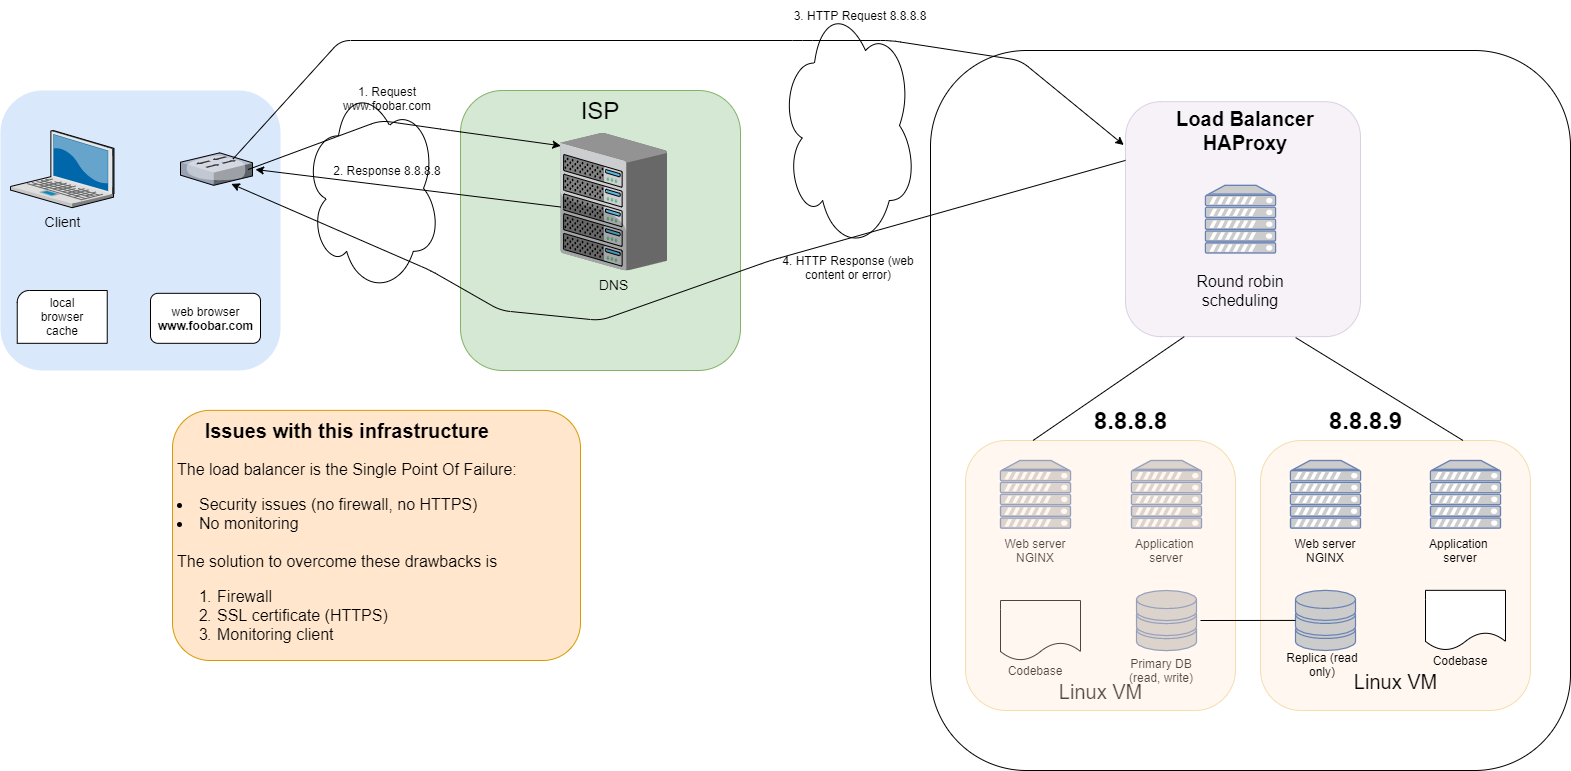 3. HTTP Request 8.8.8.8
1. Request
www.foobar.com
ISP
2. Response 8.8.8.8
Client
DNS
local
browser
cache
web browser
www.foobar.com
4. HTTP Response (web
content or error)
Load Balancer
HAProxy
Round robin
scheduling
Issues with this infrastructure
The load balancer is the Single Point Of Failure:
• Security issues (no firewall, no HTTPS)
• No monitoring
The solution to overcome these drawbacks is
1. Firewall
2. SSL certificate (HTTPS)
3. Monitoring client
8.8.8.8
Web server
NGINX
Application
server
Codebase
Primary DB
(read, write)
Linux VM
8.8.8.9
Web server
NGINX
Application
server
Replica (read
only)
Codebase
Linux VM